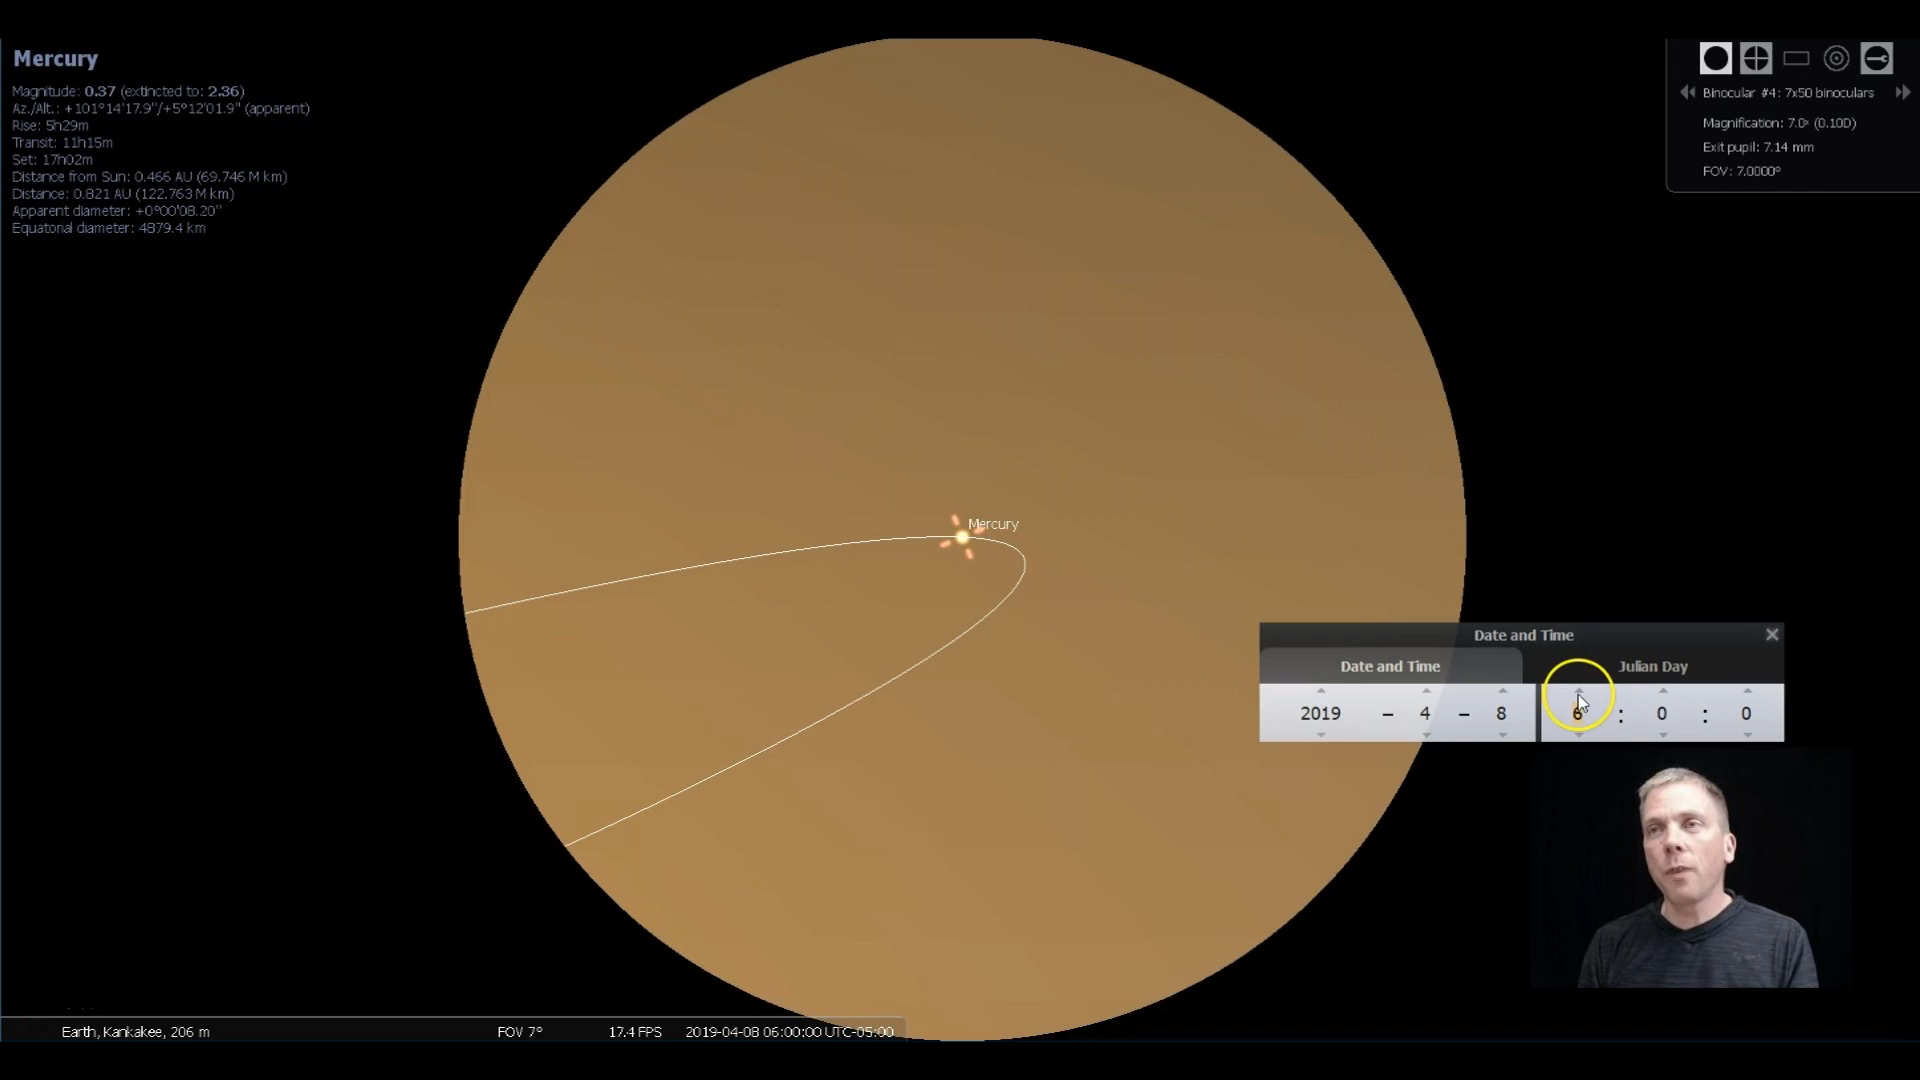 Mercury
Magnitude: 0.37 (extincted to: 2.36)
Az./Alt.: +101°14'17.9"/+5°12'01.9" (apparent)
Rise: 5h29m
Transit: 11h15m
Set: 17h02m
Distance from Sun: 0.466 AU (69.746 M km)
Distance: 0.821 AU (122.763 M km)
Apparent diameter: +0°00'08.20"
Equatorial diameter: 4879.4 km
Binocular #4: 7x50 binoculars
Magnification: 7.0× (0.10D)
Exit pupil: 7.14 mm
FOV: 7.0000°
Mercury
Date and Time
Date and Time Julian Day
2019 – 4 – 8 6 : 0 : 0
Earth, Kankakee, 206 m FOV 7° 17.4 FPS 2019-04-08 06:00:00 UTC-05:00